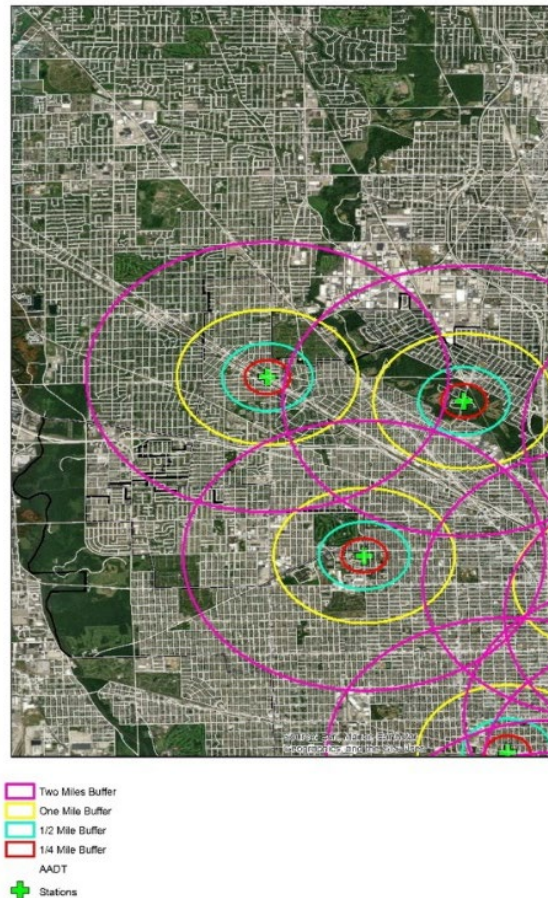 Two Miles Buffer
One Mile Buffer
1/2 Mile Buffer
1/4 Mile Buffer
AADT
Stations